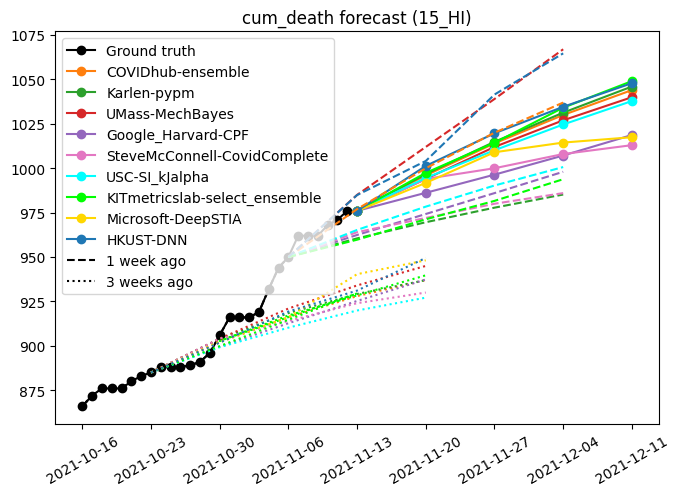 cum_death forecast (15_HI)
1075
1050
1025
1000
975
950
925
900
875
Ground truth
COVIDhub-ensemble
Karlen-pypm
UMass-MechBayes
Google_Harvard-CPF
SteveMcConnell-CovidComplete
USC-SI_kJalpha
KITmetricslab-select_ensemble
Microsoft-DeepSTIA
HKUST-DNN
1 week ago
3 weeks ago
2021-10-16
2021-10-23
2021-10-30
2021-11-06
2021-11-13
2021-11-20
2021-11-27
2021-12-04
2021-12-11